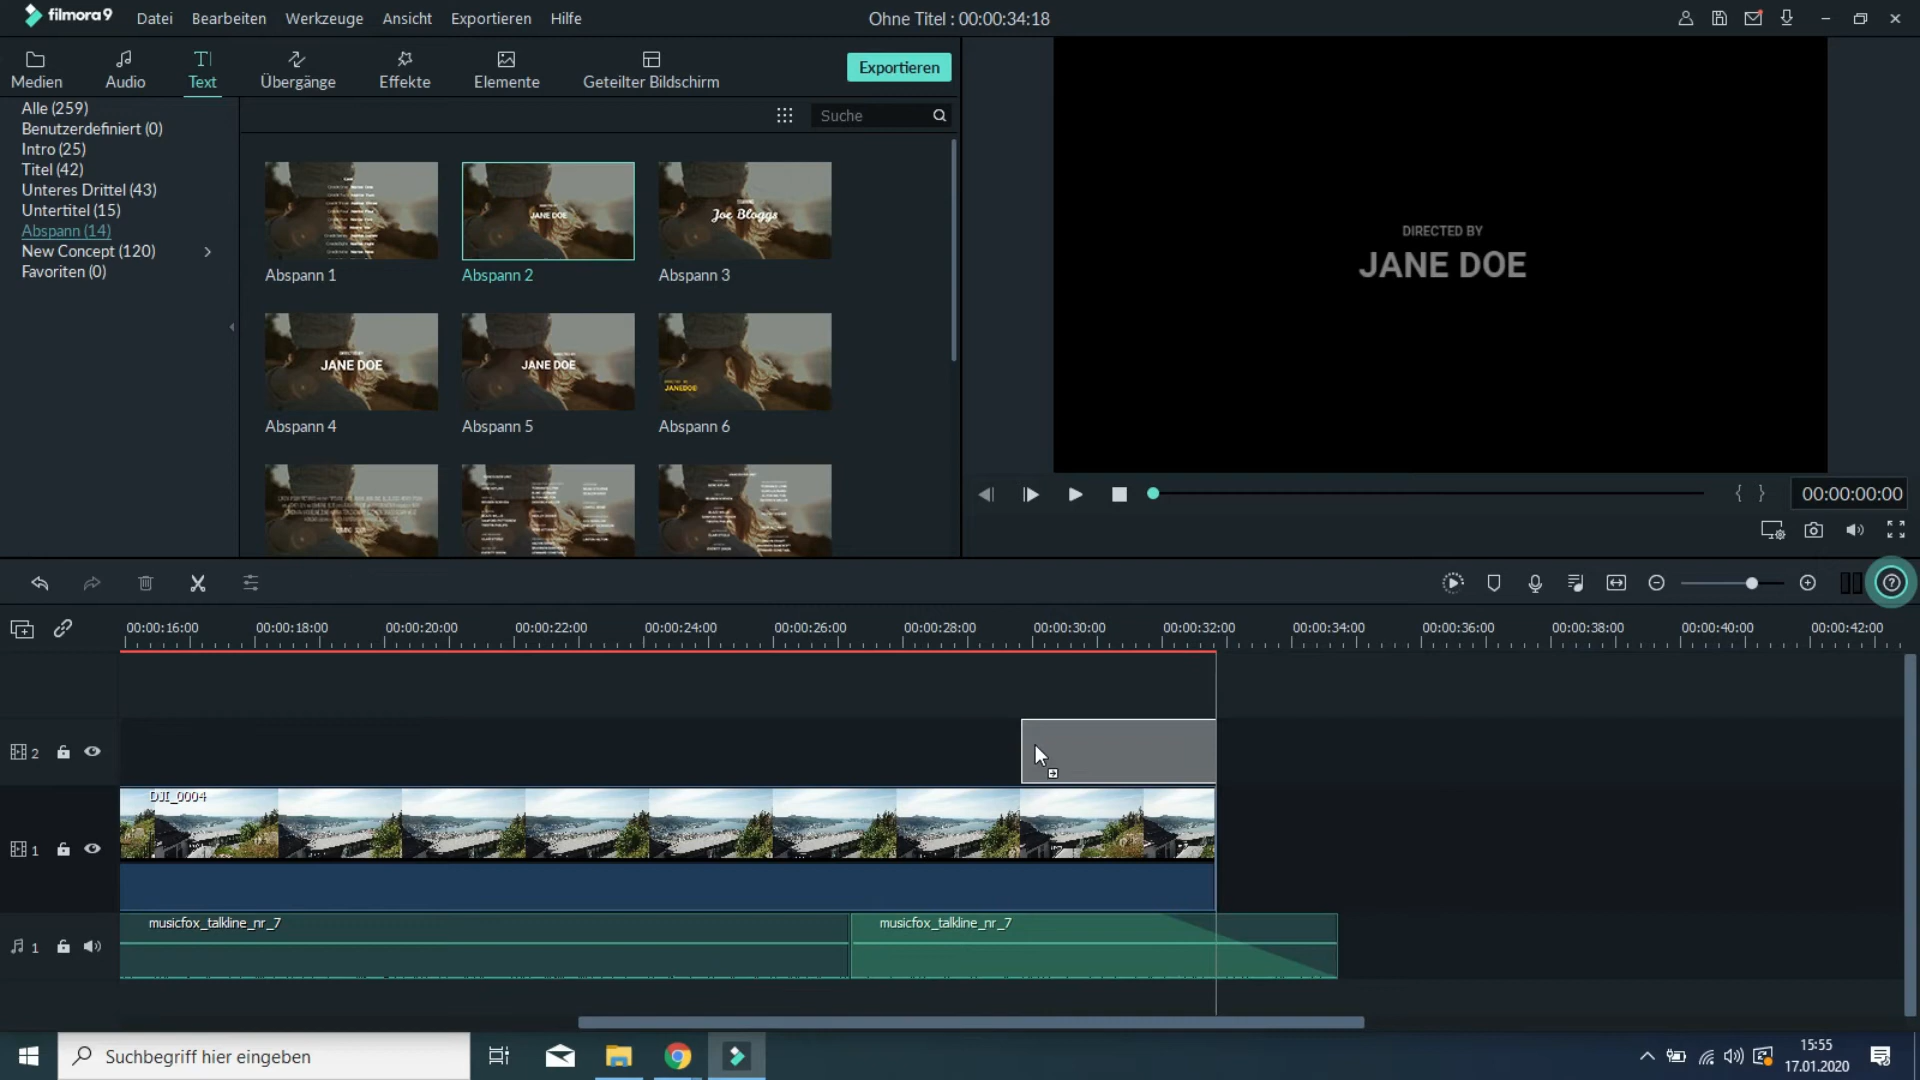 filmora9 Datei Bearbeiten Werkzeuge Ansicht Exportieren Hilfe Ohne Titel : 00:00:34:18
Medien Audio Text Übergänge Effekte Elemente Geteilter Bildschirm Exportieren
Alle (259)
Benutzerdefiniert (0)
Intro (25)
Titel (42)
Unteres Drittel (43)
Untertitel (15)
Abspann (14)
New Concept (120)
Favoriten (0)
Suche
JANE DOE
Joe Bloggs
Abspann 1 Abspann 2 Abspann 3
JANE DOE
JANE DOE
JANEDOE
Abspann 4 Abspann 5 Abspann 6
DIRECTED BY
JANE DOE
{ } 00:00:00:00
00:00:16:00 00:00:18:00 00:00:20:00 00:00:22:00 00:00:24:00 00:00:26:00 00:00:28:00 00:00:30:00 00:00:32:00 00:00:34:00 00:00:36:00 00:00:38:00 00:00:40:00 00:00:42:00
2
DJI_0004
1
musicfox_talkline_nr_7 musicfox_talkline_nr_7
1
Suchbegriff hier eingeben
15:55
17.01.2020